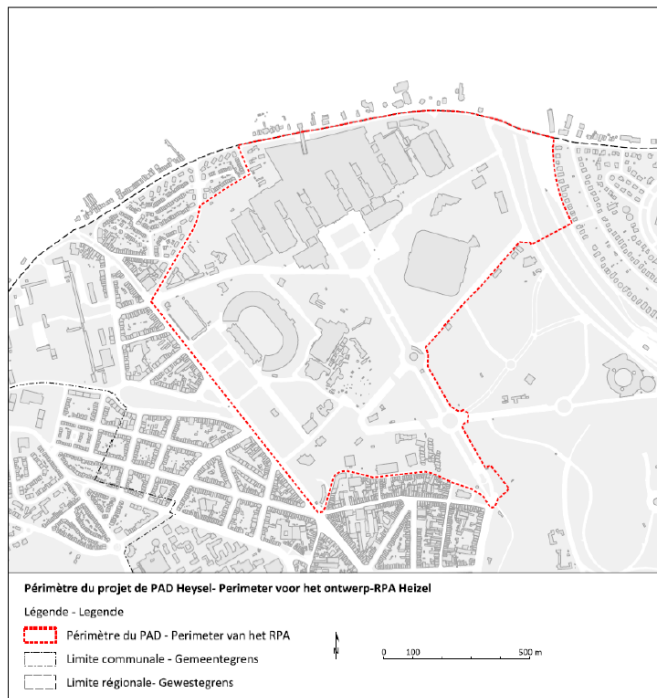 Périmètre du projet de PAD Heysel- Perimeter voor het ontwerp-RPA Heizel
Légende - Legende
Périmètre du PAD - Perimeter van het RPA
Limite communale - Gemeentegrens
Limite régionale- Gewestegrens
0 100 500 m